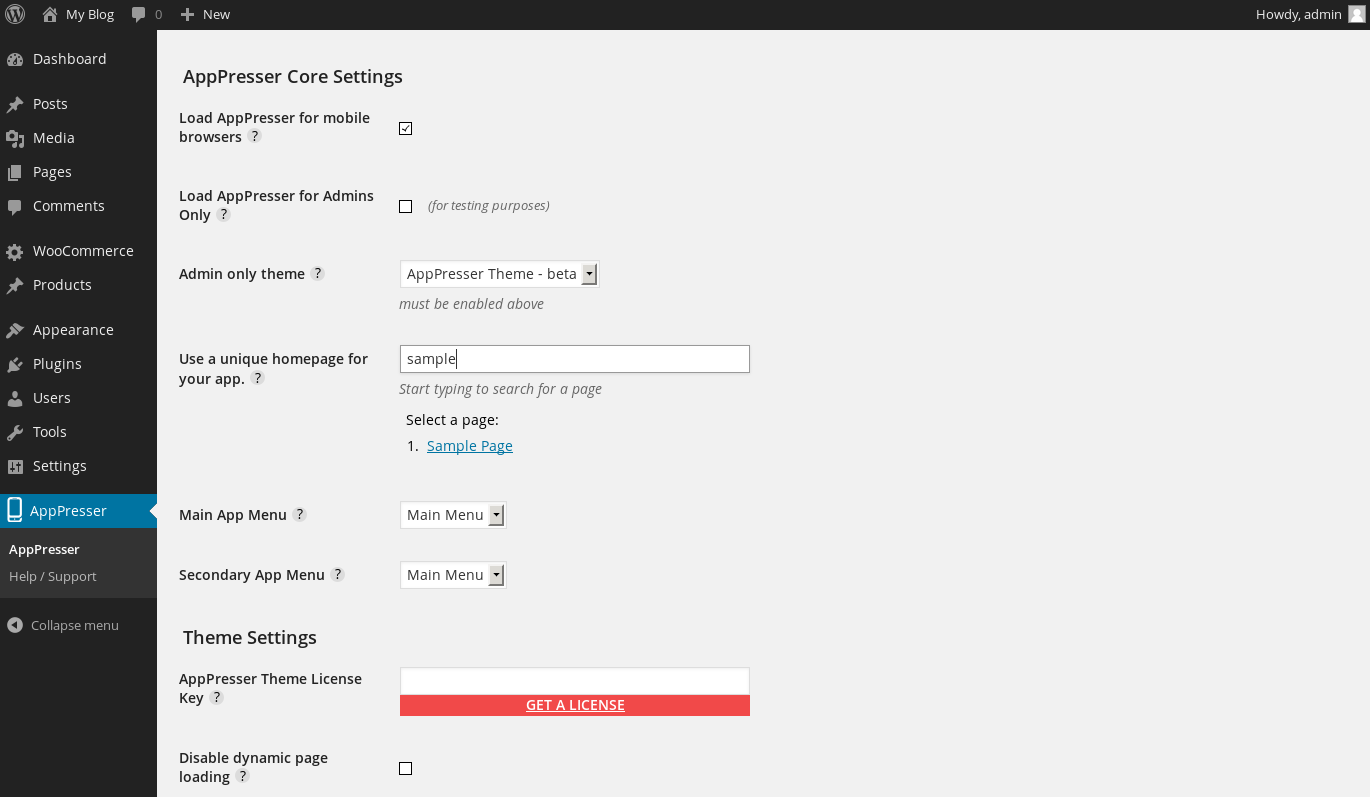 My Blog 0 New Howdy, admin
Dashboard
Posts
Media
Pages
Comments
WooCommerce
Products
Appearance
Plugins
Users
Tools
Settings
AppPresser
AppPresser
Help / Support
Collapse menu
AppPresser Core Settings
Load AppPresser for mobile
browsers ?
Load AppPresser for Admins
Only ?
(for testing purposes)
Admin only theme ?
AppPresser Theme - beta
must be enabled above
Use a unique homepage for
your app. ?
sample
Start typing to search for a page
Select a page:
1. Sample Page
Main App Menu ?
Main Menu
Secondary App Menu ?
Main Menu
Theme Settings
AppPresser Theme License
Key ?
GET A LICENSE
Disable dynamic page
loading ?